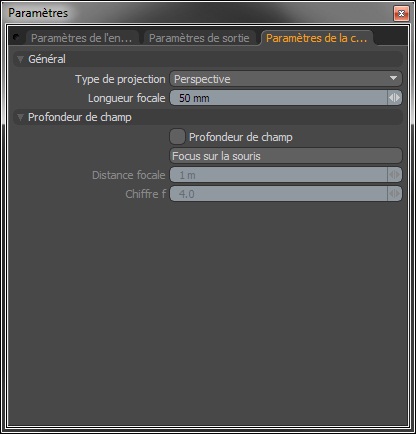 Paramètres
Paramètres de l'en... Paramètres de sortie Paramètres de la c...
Général
Type de projection Perspective
Longueur focale 50 mm
Profondeur de champ
Profondeur de champ
Focus sur la souris
Distance focale 1 m
Chiffre f 4.0